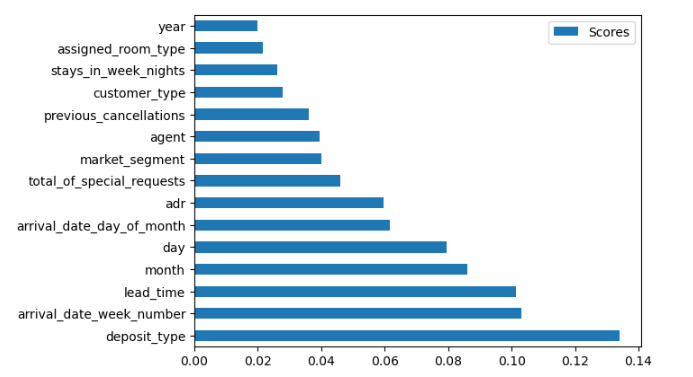 Scores
year
assigned_room_type
stays_in_week_nights
customer_type
previous_cancellations
agent
market_segment
total_of_special_requests
adr
arrival_date_day_of_month
day
month
lead_time
arrival_date_week_number
deposit_type
0.00 0.02 0.04 0.06 0.08 0.10 0.12 0.14